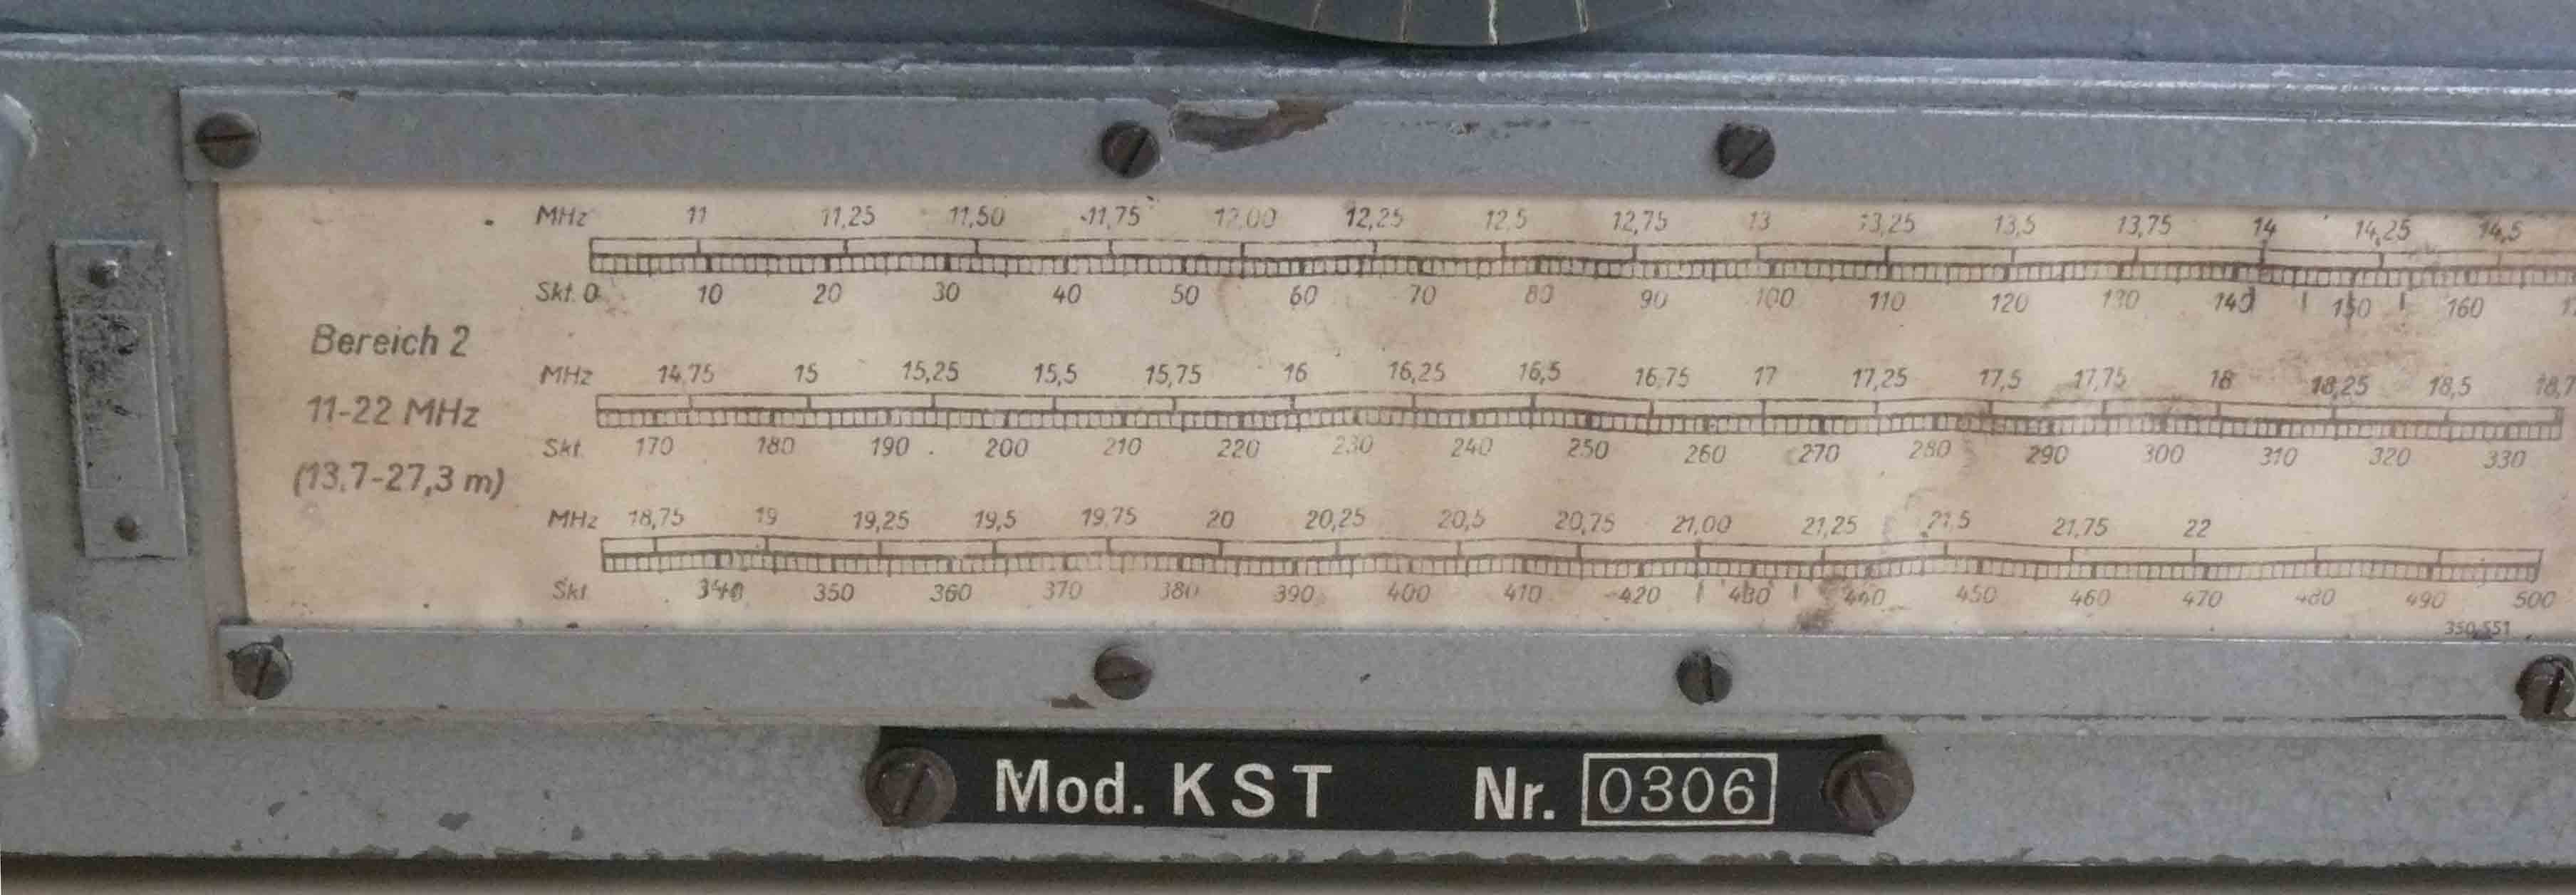 MHz 11 11,25 11,50 11,75 12,00 12,25 12,5 12,75 13 13,25 13,5 13,75 14 14,25 14,5
Skt. 0 10 20 30 40 50 60 70 80 90 100 110 120 130 140 150 160
Bereich 2
11-22 MHz
(13,7-27,3 m)
MHz 14,75 15 15,25 15,5 15,75 16 16,25 16,5 16,75 17 17,25 17,5 17,75 18 18,25 18,5
Skt. 170 180 190 200 210 220 230 240 250 260 270 280 290 300 310 320 330
MHz 18,75 19 19,25 19,5 19,75 20 20,25 20,5 20,75 21,00 21,25 21,5 21,75 22
Skt. 340 350 360 370 380 390 400 410 420 430 440 450 460 470 480 490 500
350,551
Mod. KST Nr. 0306